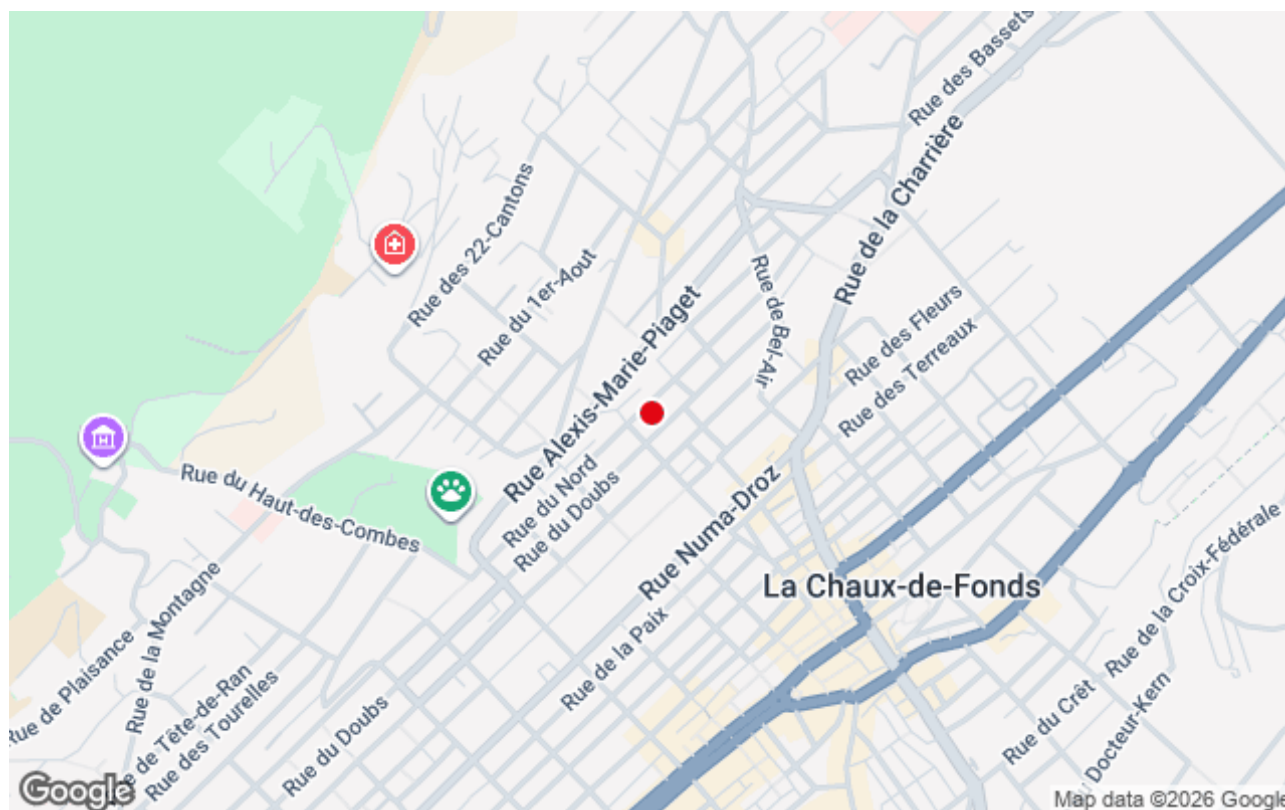 Rue des Bassets
Rue de la Charrière
Rue des 22-Cantons
Rue du 1er-Aout
Rue de Bel-Air
Rue Alexis-Marie-Piaget
Rue des Fleurs
Rue des Terreaux
Rue du Haut-des-Combes
Rue du Nord
Rue du Doubs
Rue Numa-Droz
La Chaux-de-Fonds
Rue de la Paix
Rue de la Croix-Fédérale
Rue de Plaisance
Rue de la Montagne
de Tête-de-Ran
Rue des Tourelles
Rue du Doubs
Rue du Crêt
Docteur-Kern
H
Google
Map data ©2026 Google